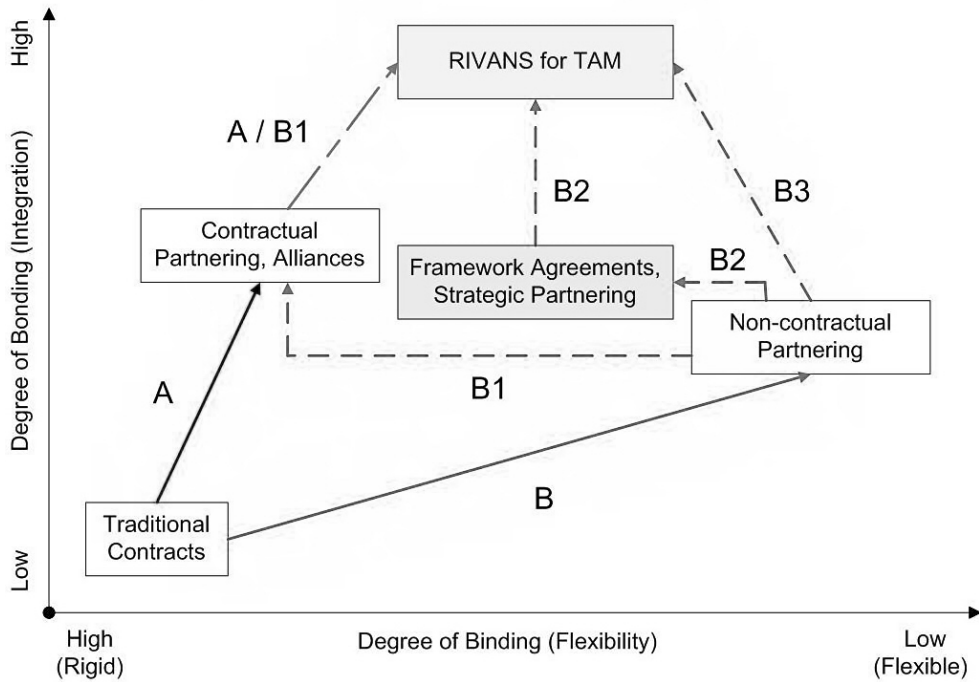 High
Degree of Bonding (Integration)
Low
RIVANS for TAM
A / B1
B2
B3
Contractual
Partnering, Alliances
Framework Agreements,
Strategic Partnering
B2
Non-contractual
Partnering
B1
A
B
Traditional
Contracts
High
(Rigid)
Degree of Binding (Flexibility)
Low
(Flexible)